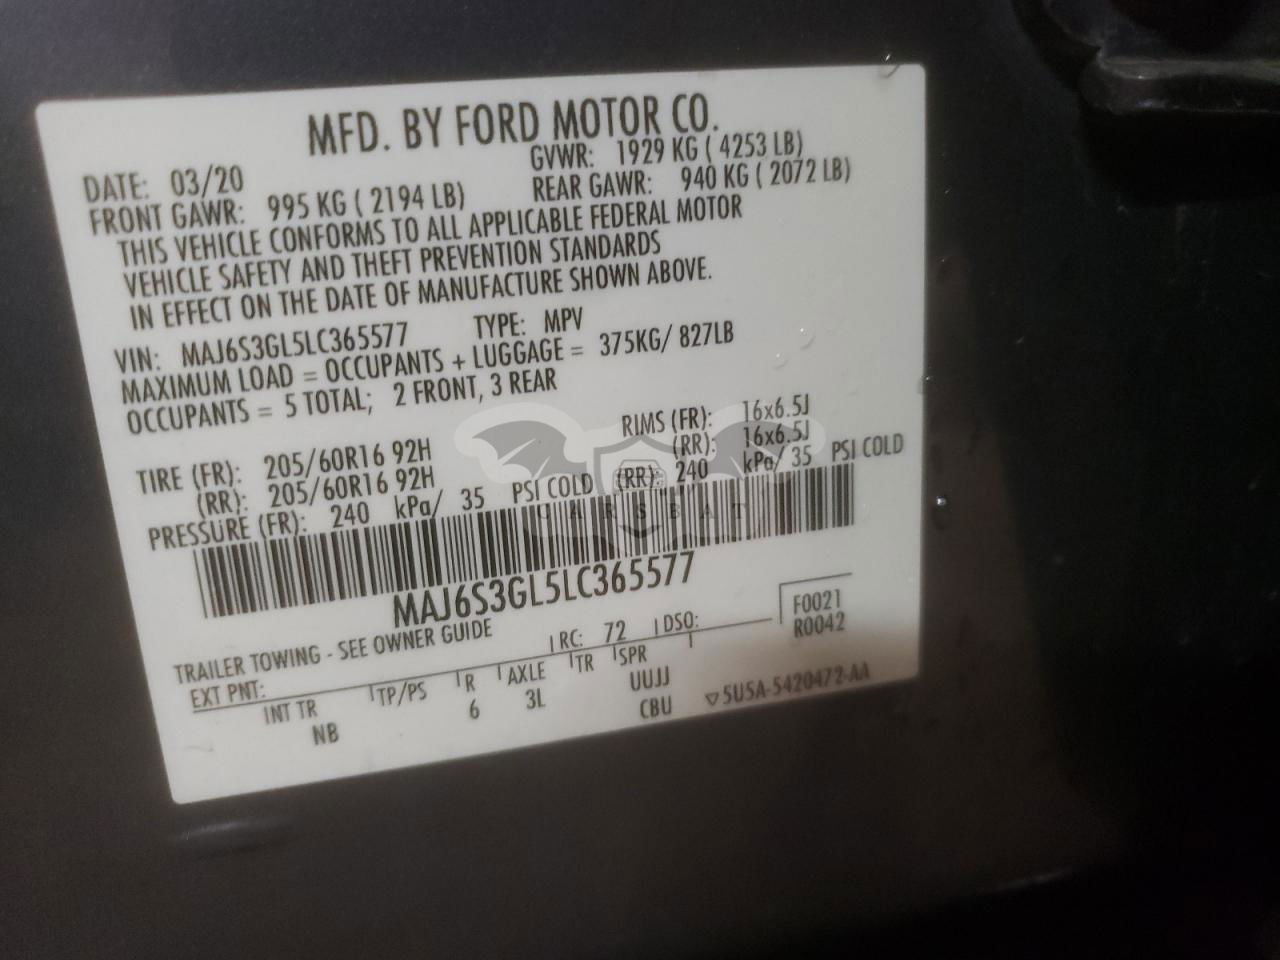 MFD. BY FORD MOTOR CO.
DATE: 03/20 GVWR: 1929 KG ( 4253 LB)
FRONT GAWR: 995 KG ( 2194 LB) REAR GAWR: 940 KG ( 2072 LB)
THIS VEHICLE CONFORMS TO ALL APPLICABLE FEDERAL MOTOR
VEHICLE SAFETY AND THEFT PREVENTION STANDARDS
IN EFFECT ON THE DATE OF MANUFACTURE SHOWN ABOVE.
VIN: MAJ6S3GL5LC365577 TYPE: MPV
MAXIMUM LOAD = OCCUPANTS + LUGGAGE = 375KG/ 827LB
OCCUPANTS = 5 TOTAL; 2 FRONT, 3 REAR
TIRE (FR): 205/60R16 92H RIMS (FR): 16x6.5J
(RR): 205/60R16 92H (RR): 16x6.5J
PRESSURE (FR): 240 kPa/ 35 PSI COLD (RR): 240 kPa/ 35 PSI COLD
CARSBAT
MAJ6S3GL5LC365577
TRAILER TOWING - SEE OWNER GUIDE
EXT PNT: RC: 72 DSO: F0021
R0042
INT TR TP/PS R AXLE TR SPR
NB 6 3L UUJJ
CBU 5USA-5420472-AA